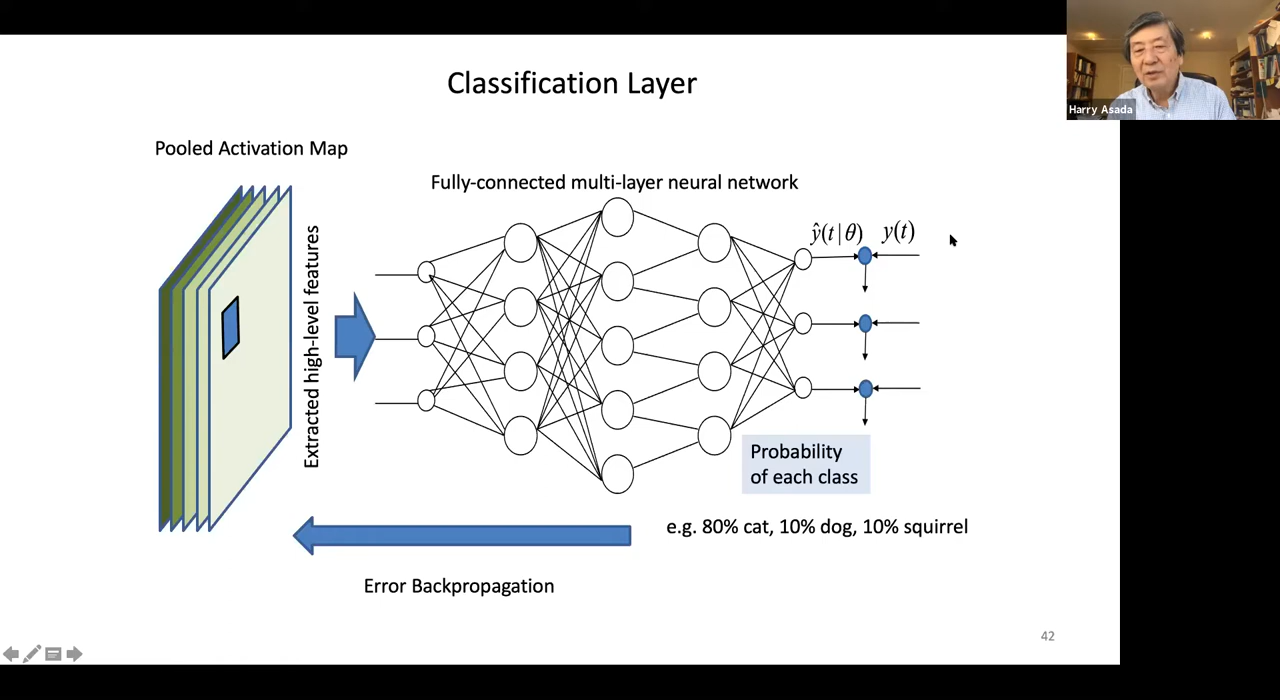 Classification Layer
Harry Asada
Pooled Activation Map
Fully-connected multi-layer neural network
Extracted high-level features
ŷ(t|θ) y(t)
Probability
of each class
e.g. 80% cat, 10% dog, 10% squirrel
Error Backpropagation
42